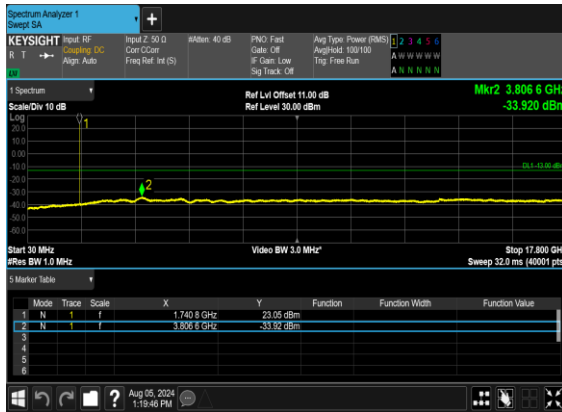 Spectrum Analyzer 1
Swept SA
KEYSIGHT Input: RF Input Z: 50 Ω #Atten: 40 dB PNO: Fast Avg Type: Power (RMS) 1 2 3 4 5 6
R T Coupling: DC Corr CCorr Gate: Off Avg|Hold: 100/100 A W W W W W
Align: Auto Freq Ref: Int (S) IF Gain: Low Trig: Free Run
LXI Sig Track: Off A N N N N N
1 Spectrum Ref Lvl Offset 11.00 dB Mkr2 3.806 6 GHz
Scale/Div 10 dB Ref Level 30.00 dBm -33.920 dBm
Log
1
20.0
10.0
0.00
-10.0
DL1 -13.00 dBm
-20.0
2
-30.0
-40.0
-50.0
-60.0
Start 30 MHz Video BW 3.0 MHz* Stop 17.800 GHz
#Res BW 1.0 MHz Sweep 32.0 ms (40001 pts)
5 Marker Table
Mode Trace Scale X Y Function Function Width Function Value
1 N 1 f 1.740 8 GHz 23.05 dBm
2 N 1 f 3.806 6 GHz -33.92 dBm
3
4
5
6
? Aug 05, 2024
1:19:46 PM